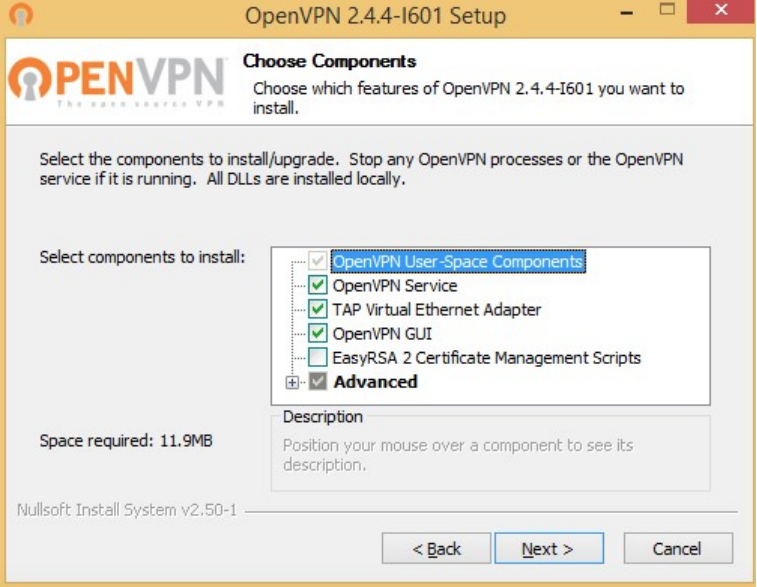 OpenVPN 2.4.4-I601 Setup
OPENVPN
The open source VPN
Choose Components
Choose which features of OpenVPN 2.4.4-I601 you want to
install.
Select the components to install/upgrade. Stop any OpenVPN processes or the OpenVPN
service if it is running. All DLLs are installed locally.
Select components to install:
OpenVPN User-Space Components
OpenVPN Service
TAP Virtual Ethernet Adapter
OpenVPN GUI
EasyRSA 2 Certificate Management Scripts
Advanced
Space required: 11.9MB
Description
Position your mouse over a component to see its
description.
Nullsoft Install System v2.50-1
< Back
Next >
Cancel